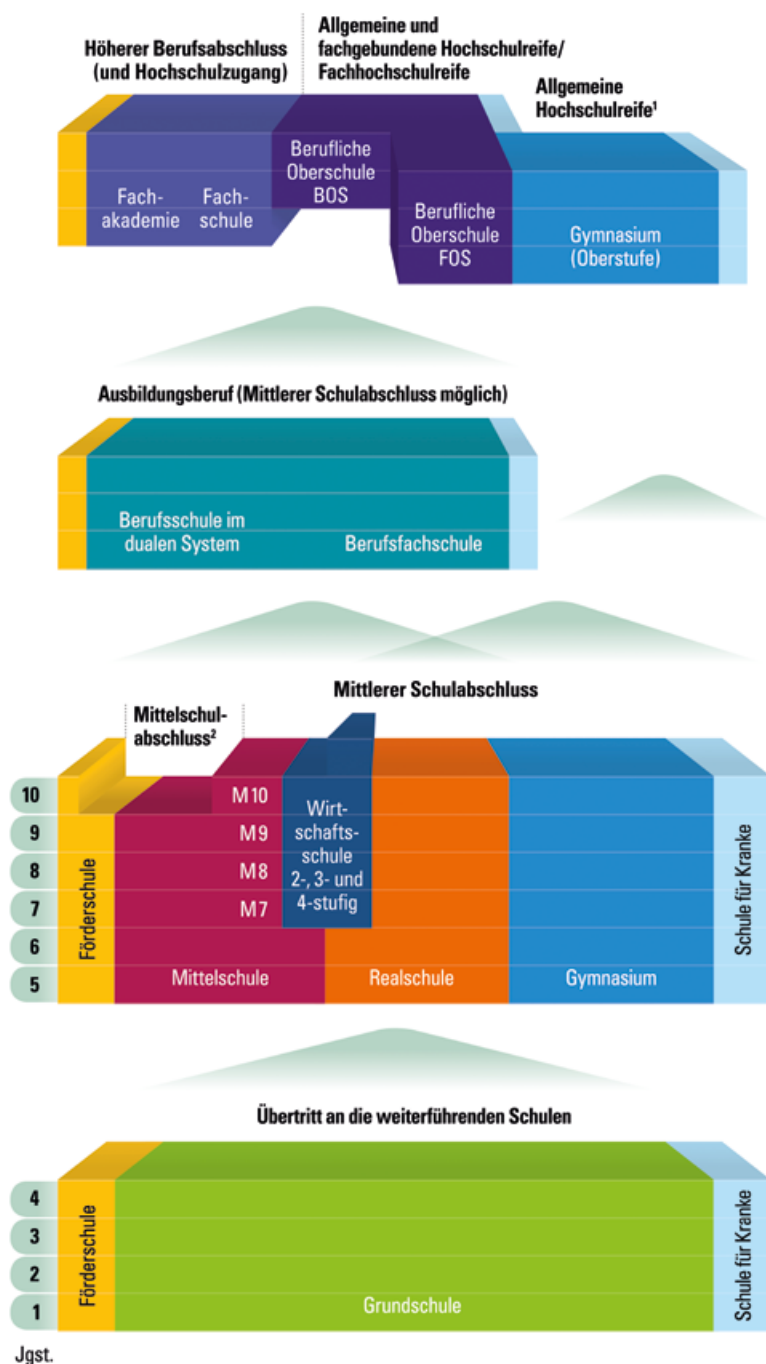 Höherer Berufsabschluss
(und Hochschulzugang)
Allgemeine und
fachgebundene Hochschulreife/
Fachhochschulreife
Allgemeine
Hochschulreife¹
Fach-
akademie
Fach-
schule
Berufliche
Oberschule
BOS
Berufliche
Oberschule
FOS
Gymnasium
(Oberstufe)
Ausbildungsberuf (Mittlerer Schulabschluss möglich)
Berufsschule im
dualen System
Berufsfachschule
Mittlerer Schulabschluss
Mittelschul-
abschluss²
10
9
8
7
6
5
Förderschule
M10
M9
M8
M7
Mittelschule
Wirt-
schafts-
schule
2-, 3- und
4-stufig
Realschule
Gymnasium
Schule für Kranke
Übertritt an die weiterführenden Schulen
4
3
2
1
Förderschule
Grundschule
Schule für Kranke
Jgst.